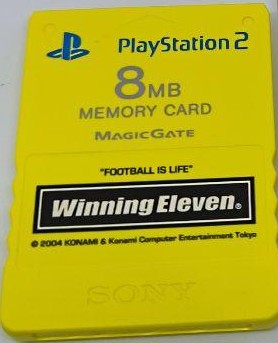 PlayStation 2
8MB
MEMORY CARD
MAGICGATE
"FOOTBALL IS LIFE"
Winning Eleven®
© 2004 KONAMI & Konami Computer Entertainment Tokyo
SONY